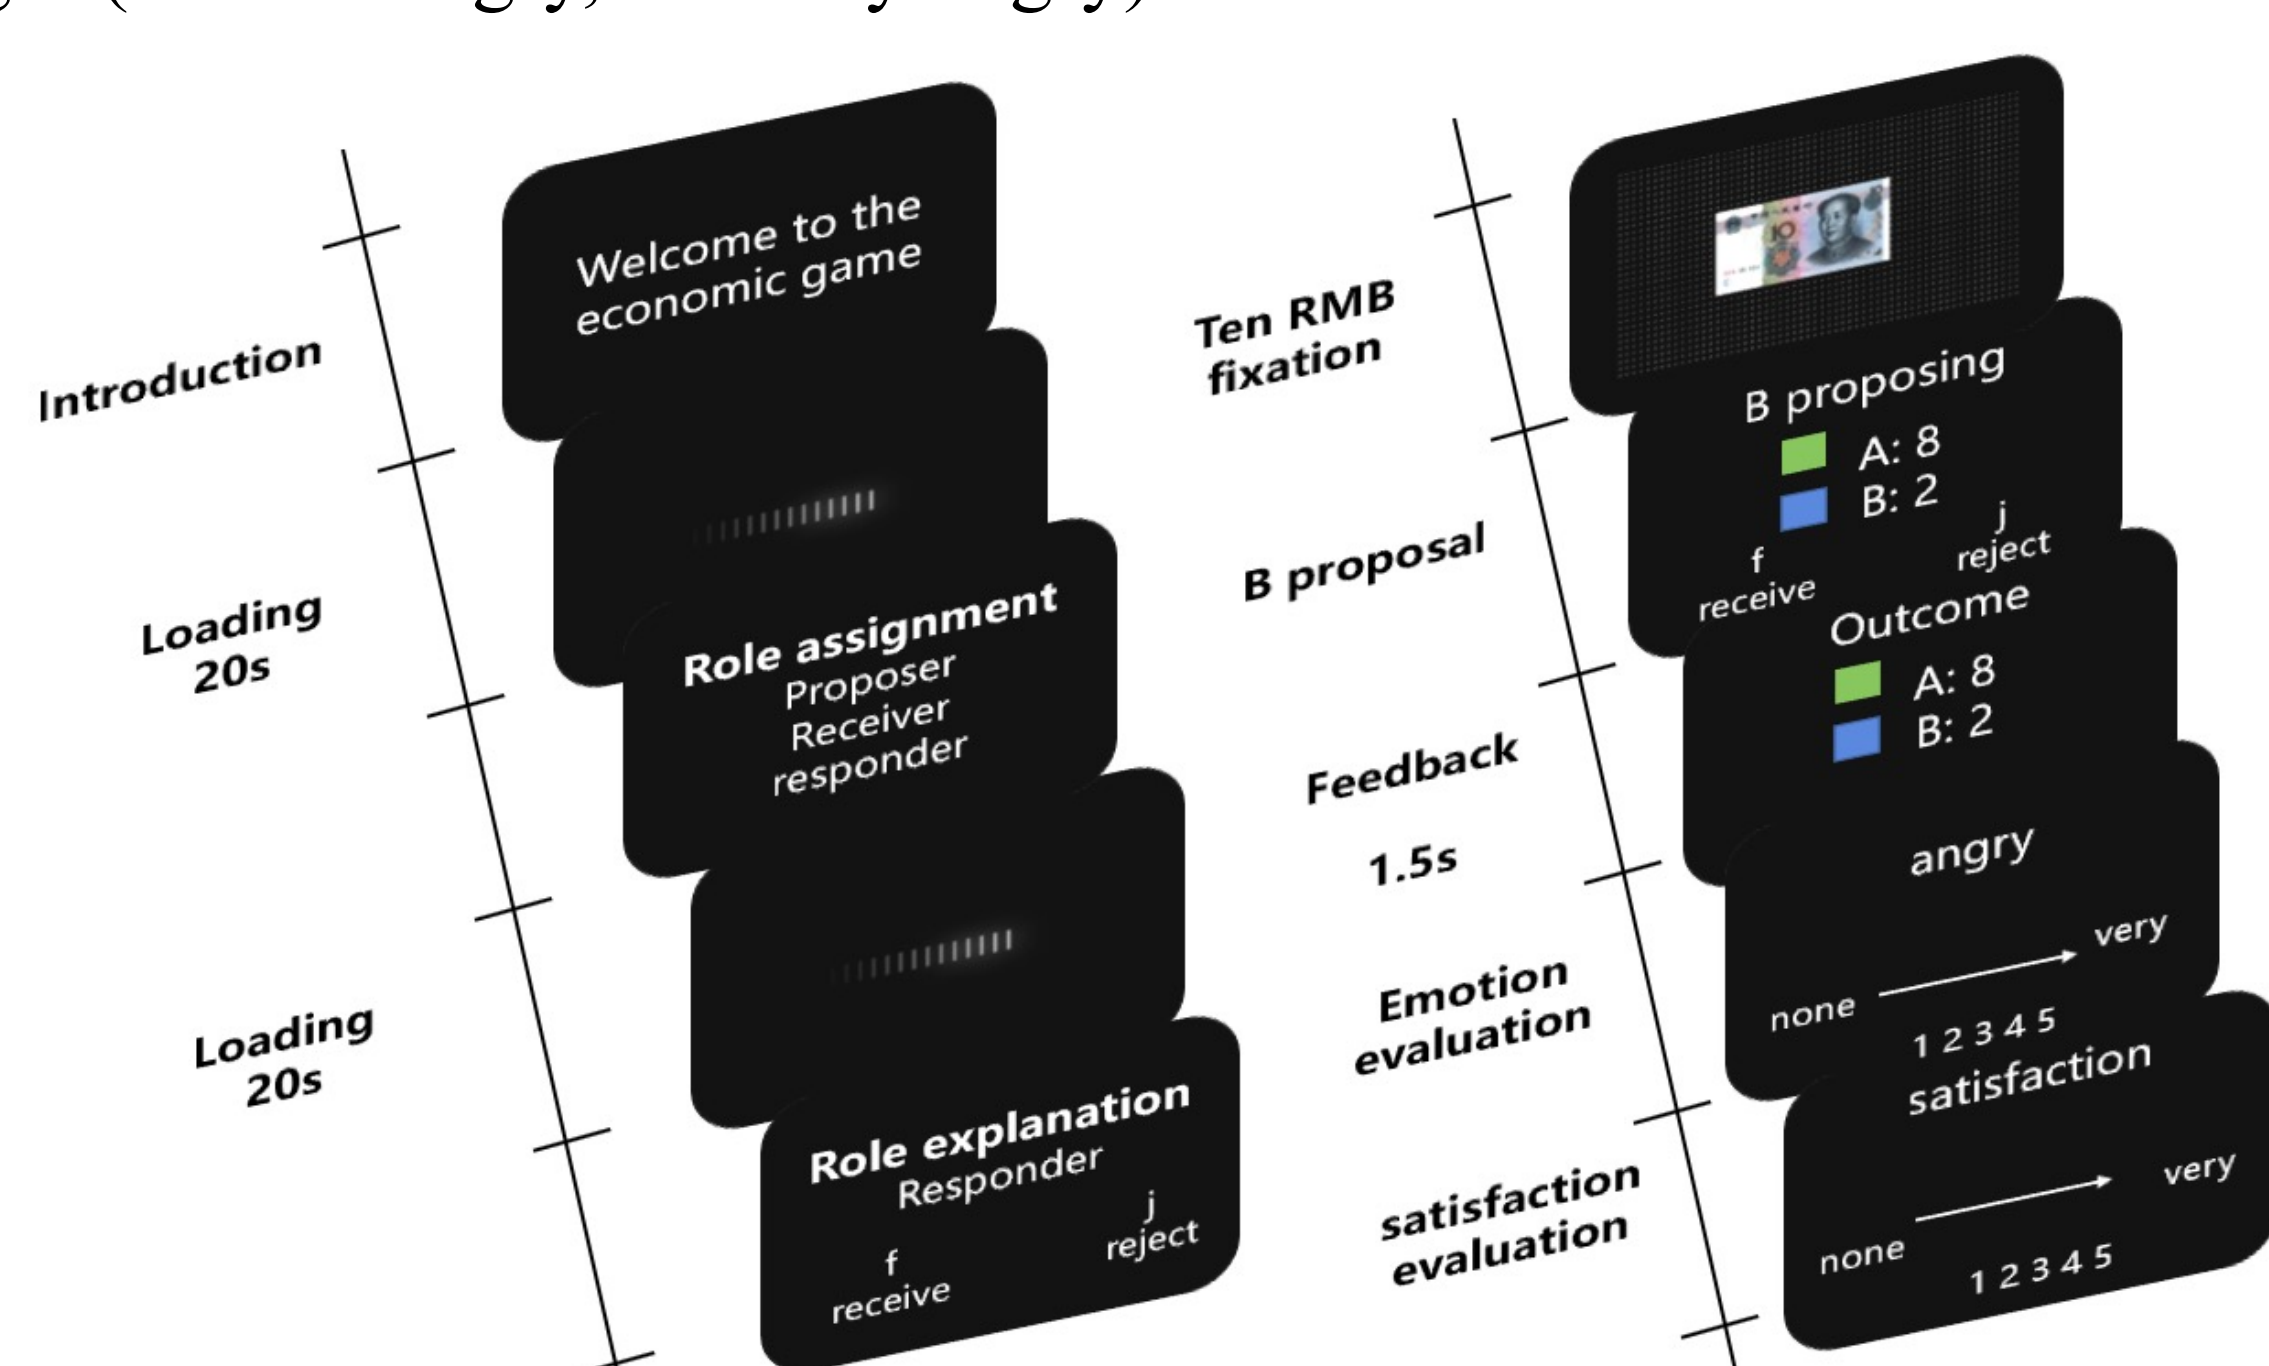 Introduction
Loading
20s
Loading
20s
Welcome to the
economic game
Role assignment
Proposer
Receiver
responder
Role explanation
Responder
f
receive
j
reject
Ten RMB
fixation
B proposal
Feedback
1.5s
Emotion
evaluation
satisfaction
evaluation
10
B proposing
A: 8
B: 2
f
receive
j
reject
Outcome
A: 8
B: 2
angry
none
very
1 2 3 4 5
satisfaction
none
very
1 2 3 4 5